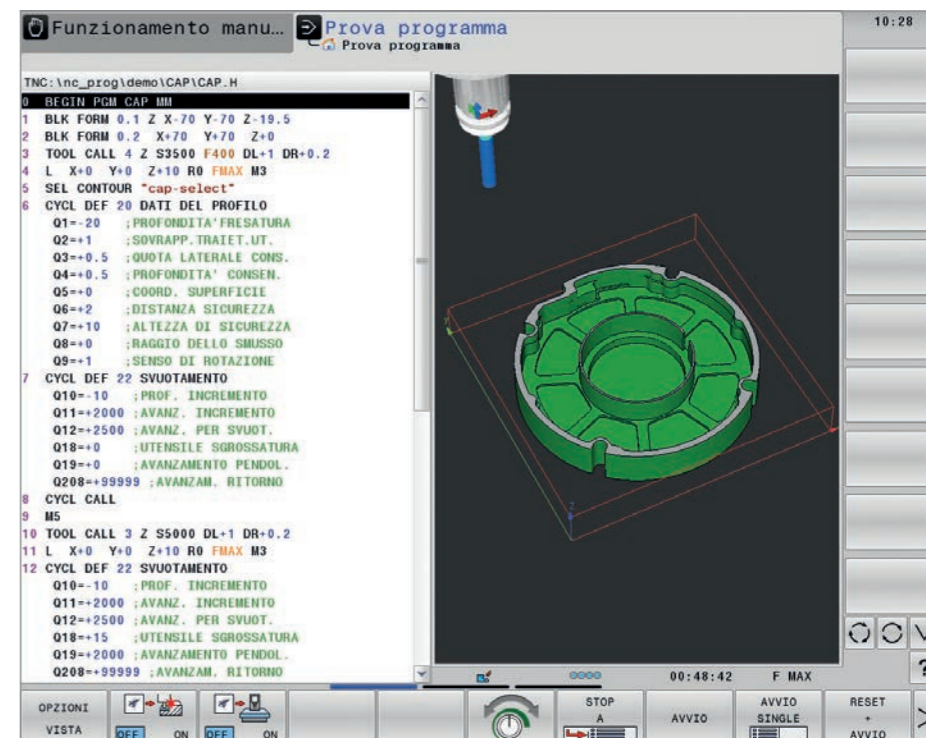 Funzionamento manu...
Prova programma
Prova programma
10:28
TNC:\nc_prog\demo\CAP\CAP.H
0 BEGIN PGM CAP MM
1 BLK FORM 0.1 Z X-70 Y-70 Z-19.5
2 BLK FORM 0.2 X+70 Y+70 Z+0
3 TOOL CALL 4 Z S3500 F400 DL+1 DR+0.2
4 L X+0 Y+0 Z+10 R0 FMAX M3
5 SEL CONTOUR "cap-select"
6 CYCL DEF 20 DATI DEL PROFILO
Q1=-20 ;PROFONDITA'FRESATURA
Q2=+1 ;SOVRAPP.TRAIET.UT.
Q3=+0.5 ;QUOTA LATERALE CONS.
Q4=+0.5 ;PROFONDITA' CONSEN.
Q5=+0 ;COORD. SUPERFICIE
Q6=+2 ;DISTANZA SICUREZZA
Q7=+10 ;ALTEZZA DI SICUREZZA
Q8=+0 ;RAGGIO DELLO SMUSSO
Q9=+1 ;SENSO DI ROTAZIONE
7 CYCL DEF 22 SVUOTAMENTO
Q10=-10 ;PROF. INCREMENTO
Q11=+2000 ;AVANZ. INCREMENTO
Q12=+2500 ;AVANZ. PER SVUOT.
Q18=+0 ;UTENSILE SGROSSATURA
Q19=+0 ;AVANZAMENTO PENDOL.
Q208=+99999 ;AVANZAM. RITORNO
8 CYCL CALL
9 M5
10 TOOL CALL 3 Z S5000 DL+1 DR+0.2
11 L X+0 Y+0 Z+10 R0 FMAX M3
12 CYCL DEF 22 SVUOTAMENTO
Q10=-10 ;PROF. INCREMENTO
Q11=+2000 ;AVANZ. INCREMENTO
Q12=+2500 ;AVANZ. PER SVUOT.
Q18=+15 ;UTENSILE SGROSSATURA
Q19=+2000 ;AVANZAMENTO PENDOL.
Q208=+99999 ;AVANZAM. RITORNO
Z
00:48:42 F MAX
?
OPZIONI VISTA
OFF ON
OFF ON
STOP A
AVVIO
AVVIO SINGLE
RESET + AVVIO